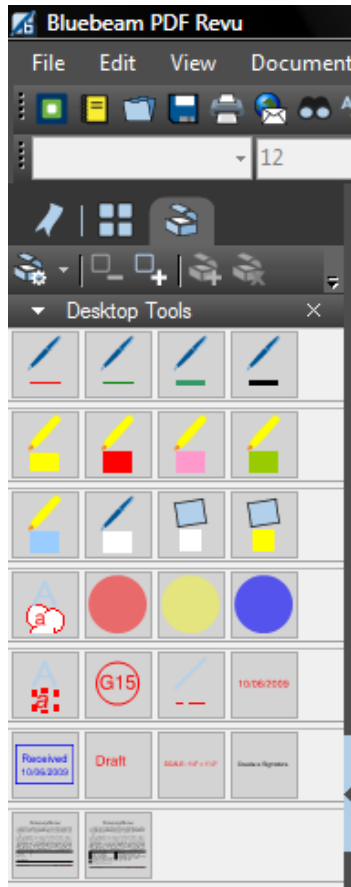 Bluebeam PDF Revu
File Edit View Document
12
Desktop Tools
a
A
a
G15
10/06/2009
Received
10/06/2009
Draft